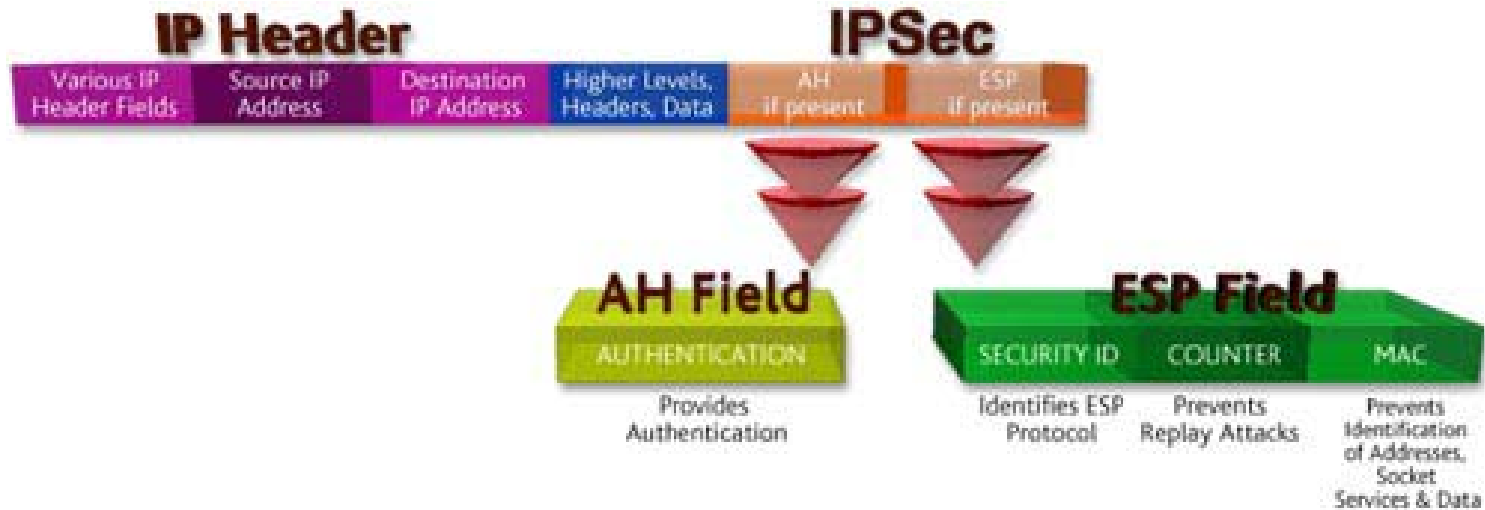 IP Header
IPSec
Various IP
Header Fields
Source IP
Address
Destination
IP Address
Higher Levels,
Headers, Data
AH
if present
ESP
if present
AH Field
AUTHENTICATION
Provides
Authentication
ESP Field
SECURITY ID
COUNTER
MAC
Identifies ESP
Protocol
Prevents
Replay Attacks
Prevents
Identification
of Addresses,
Socket
Services & Data